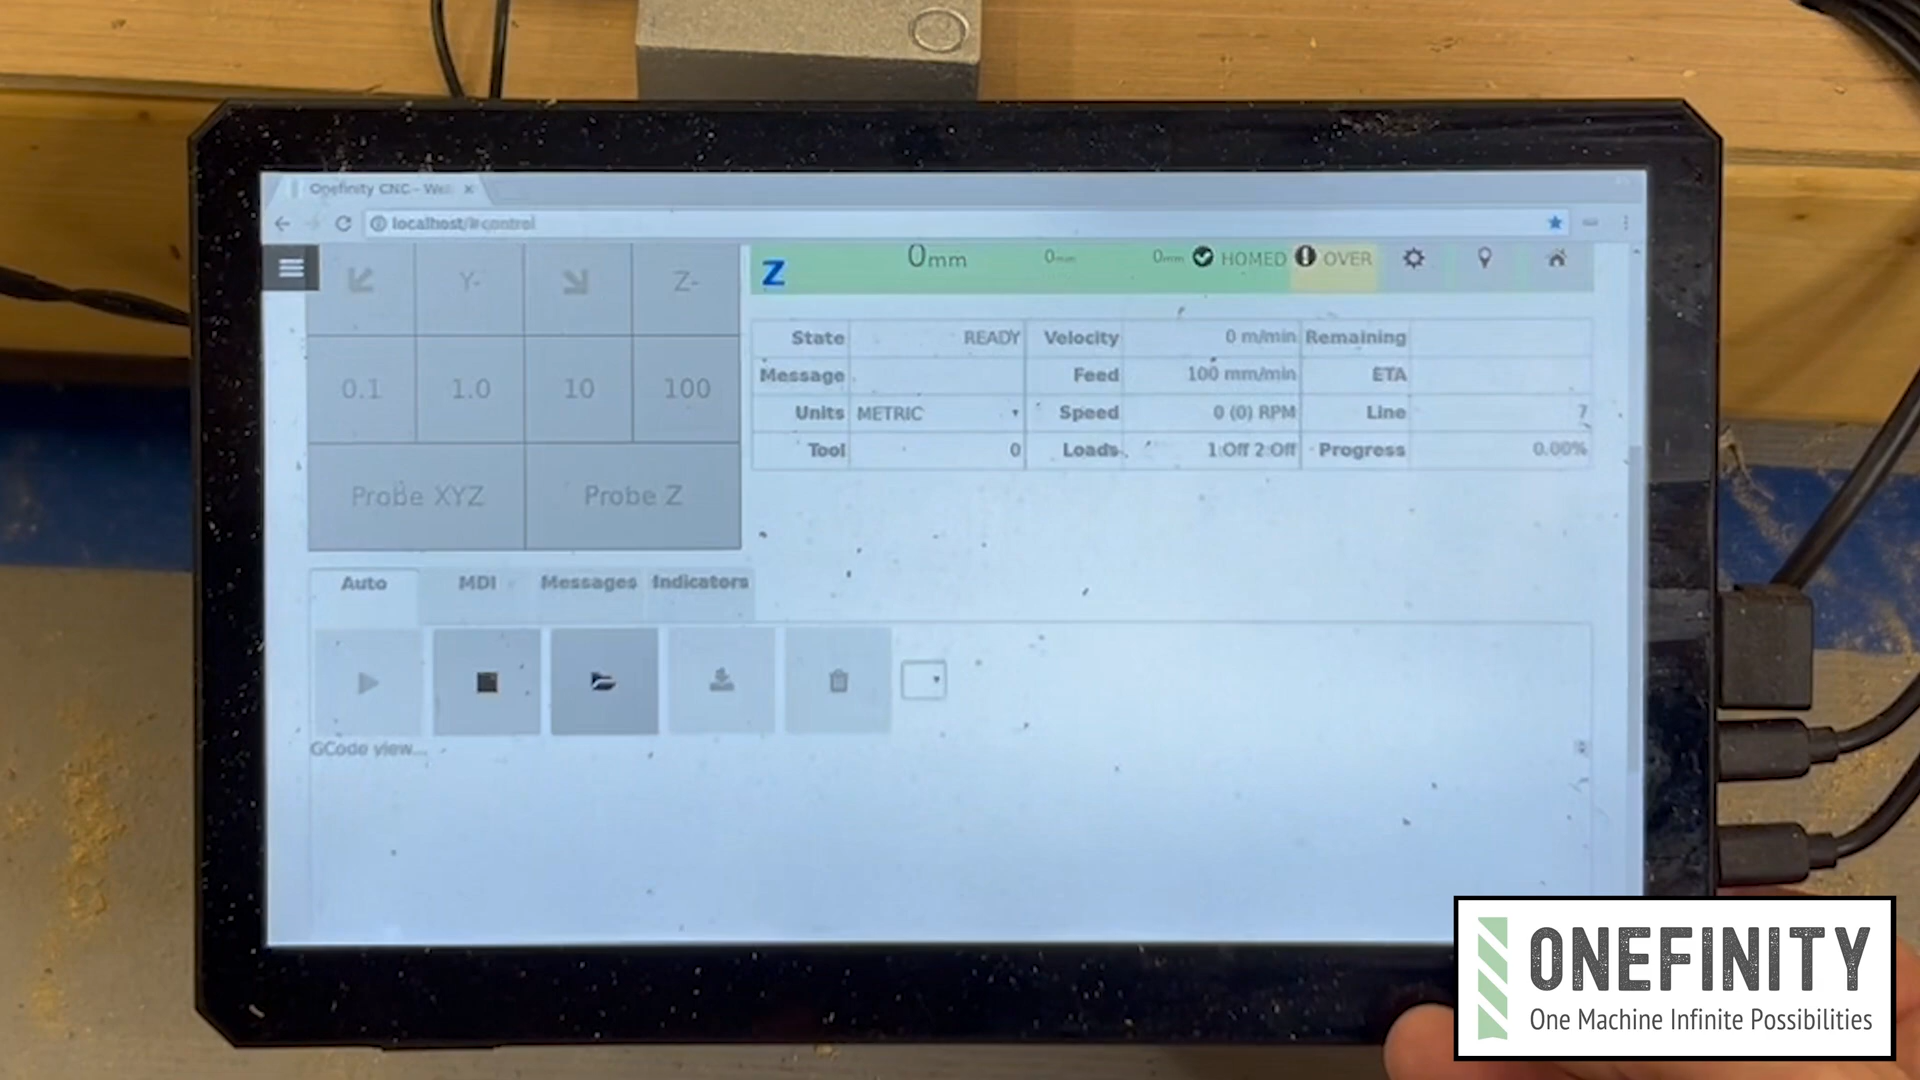 Onefinity CNC - We
localhost/#control
Y- Z-
Z 0mm 0mm 0mm HOMED OVER
State READY Velocity 0 m/min Remaining
Message Feed 100 mm/min ETA
Units METRIC Speed 0 (0) RPM Line 7
Tool 0 Loads 1:Off 2:Off Progress 0.00%
0.1 1.0 10 100
Probe XYZ Probe Z
Auto MDI Messages Indicators
GCode view...
ONEFINITY
One Machine Infinite Possibilities